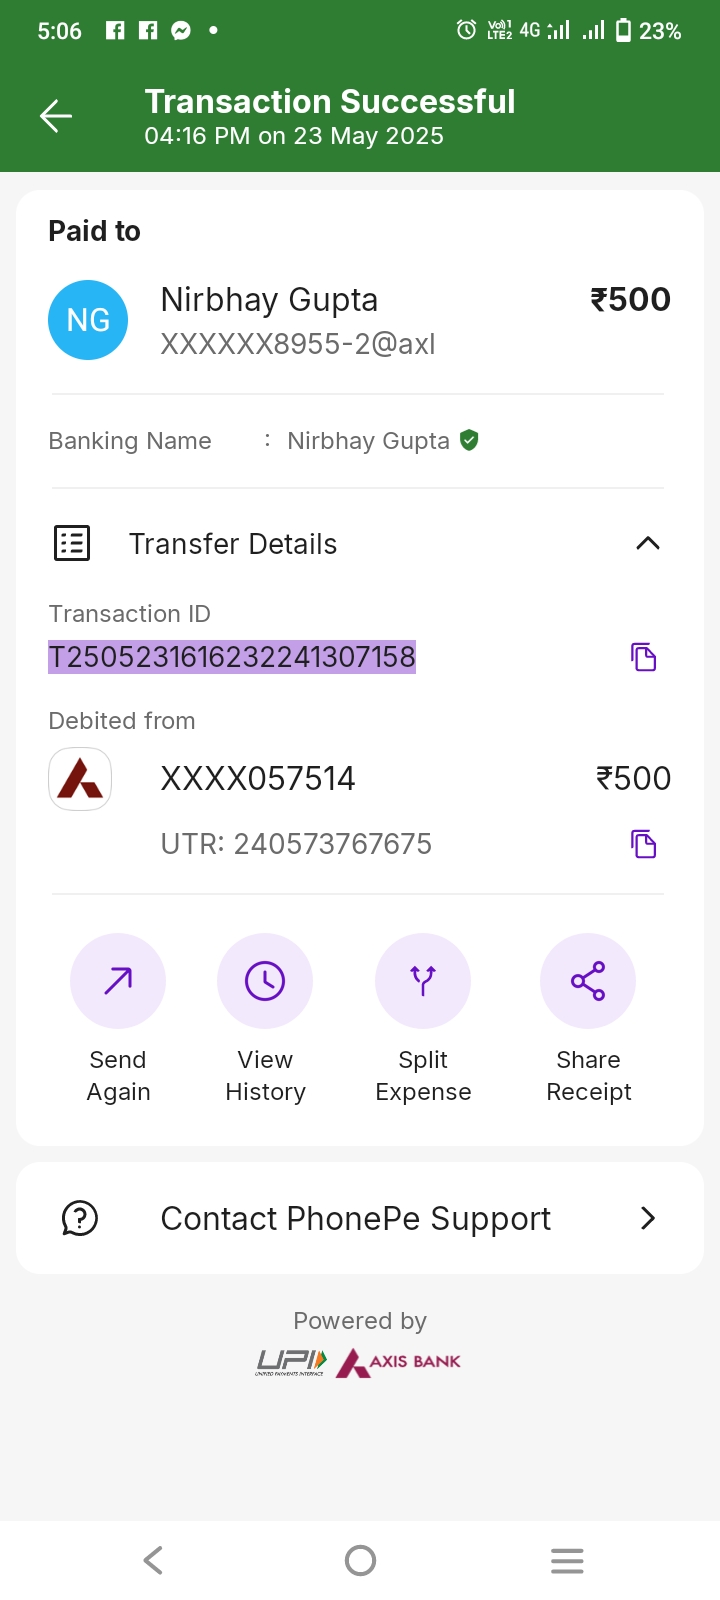 5:06
Vo)) 1 LTE2 4G 23%
Transaction Successful
04:16 PM on 23 May 2025
Paid to
NG
Nirbhay Gupta ₹500
XXXXXX8955-2@axl
Banking Name : Nirbhay Gupta
Transfer Details
Transaction ID
T2505231616232241307158
Debited from
XXXX057514 ₹500
UTR: 240573767675
Send Again
View History
Split Expense
Share Receipt
Contact PhonePe Support
Powered by
UPI AXIS BANK
UNIFIED PAYMENTS INTERFACE